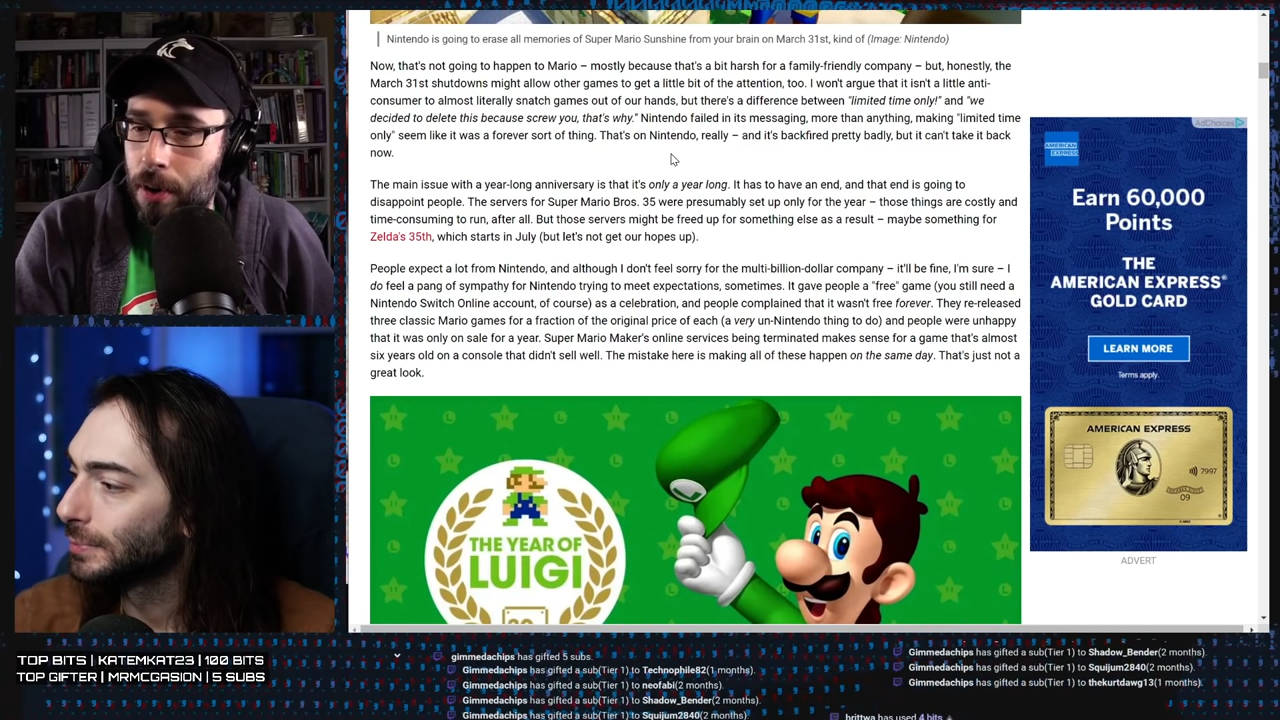 Nintendo is going to erase all memories of Super Mario Sunshine from your brain on March 31st, kind of (Image: Nintendo)
Now, that's not going to happen to Mario – mostly because that's a bit harsh for a family-friendly company – but, honestly, the
March 31st shutdowns might allow other games to get a little bit of the attention, too. I won't argue that it isn't a little anti-
consumer to almost literally snatch games out of our hands, but there's a difference between "limited time only!" and "we
decided to delete this because screw you, that's why." Nintendo failed in its messaging, more than anything, making "limited time
only" seem like it was a forever sort of thing. That's on Nintendo, really – and it's backfired pretty badly, but it can't take it back
now.
The main issue with a year-long anniversary is that it's only a year long. It has to have an end, and that end is going to
disappoint people. The servers for Super Mario Bros. 35 were presumably set up only for the year – those things are costly and
time-consuming to run, after all. But those servers might be freed up for something else as a result – maybe something for
Zelda's 35th, which starts in July (but let's not get our hopes up).
People expect a lot from Nintendo, and although I don't feel sorry for the multi-billion-dollar company – it'll be fine, I'm sure – I
do feel a pang of sympathy for Nintendo trying to meet expectations, sometimes. It gave people a "free" game (you still need a
Nintendo Switch Online account, of course) as a celebration, and people complained that it wasn't free forever. They re-released
three classic Mario games for a fraction of the original price of each (a very un-Nintendo thing to do) and people were unhappy
that it was only on sale for a year. Super Mario Maker's online services being terminated makes sense for a game that's almost
six years old on a console that didn't sell well. The mistake here is making all of these happen on the same day. That's just not a
great look.
THE YEAR OF
LUIGI
AdChoices
AMERICAN
EXPRESS
Earn 60,000
Points
THE
AMERICAN EXPRESS®
GOLD CARD
LEARN MORE
Terms apply.
AMERICAN EXPRESS
7997
09
ADVERT
TOP BITS | KATEMKAT23 | 100 BITS
TOP GIFTER | MRMCGASION | 5 SUBS
gimmedachips has gifted 5 subs.
Gimmedachips has gifted a sub(Tier 1) to Technophile82(1 months).
Gimmedachips has gifted a sub(Tier 1) to neofabi(2 months).
Gimmedachips has gifted a sub(Tier 1) to Shadow_Bender(2 months).
Gimmedachips has gifted a sub(Tier 1) to Squijum2840(2 months).
Gimmedachips has gifted a sub(Tier 1) to Shadow_Bender(2 months).
Gimmedachips has gifted a sub(Tier 1) to Squijum2840(2 months).
Gimmedachips has gifted a sub(Tier 1) to thekurtdawg13(1 months).
brittwa has used 4 bits